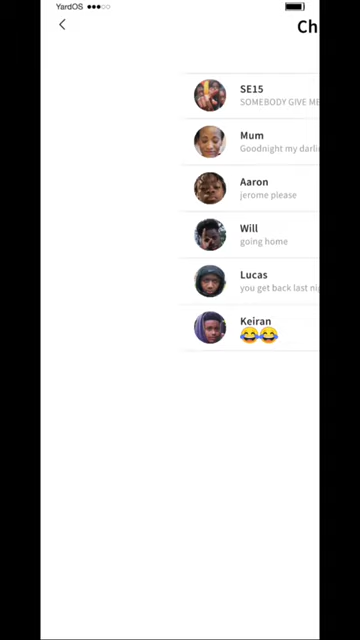 YardOS
Ch
SE15
SOMEBODY GIVE ME
Mum
Goodnight my darli
Aaron
jerome please
Will
going home
Lucas
you get back last nig
Keiran
😂😂